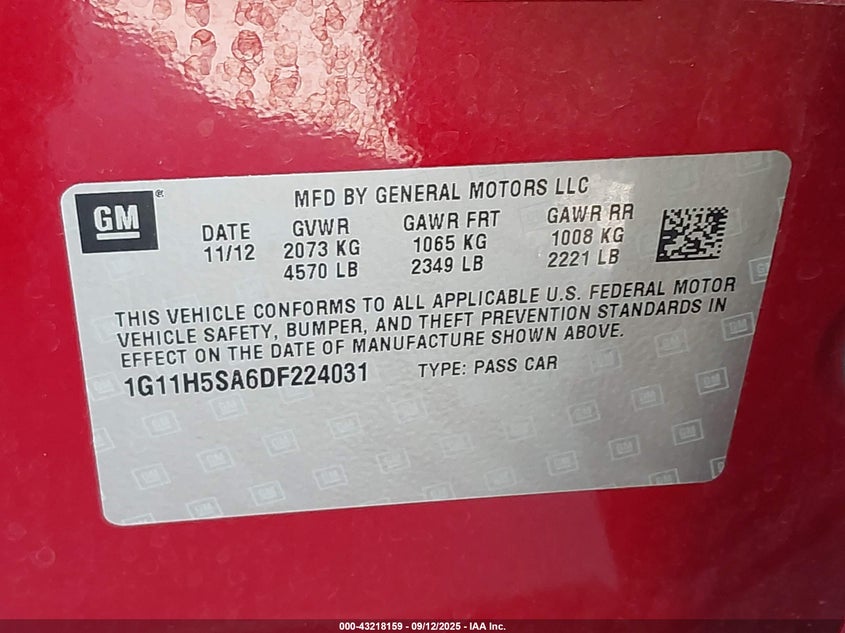 GM
MFD BY GENERAL MOTORS LLC
DATE GVWR GAWR FRT GAWR RR
11/12 2073 KG 1065 KG 1008 KG
4570 LB 2349 LB 2221 LB
THIS VEHICLE CONFORMS TO ALL APPLICABLE U.S. FEDERAL MOTOR
VEHICLE SAFETY, BUMPER, AND THEFT PREVENTION STANDARDS IN
EFFECT ON THE DATE OF MANUFACTURE SHOWN ABOVE.
1G11H5SA6DF224031 TYPE: PASS CAR
000-43218159 - 09/12/2025 - IAA Inc.